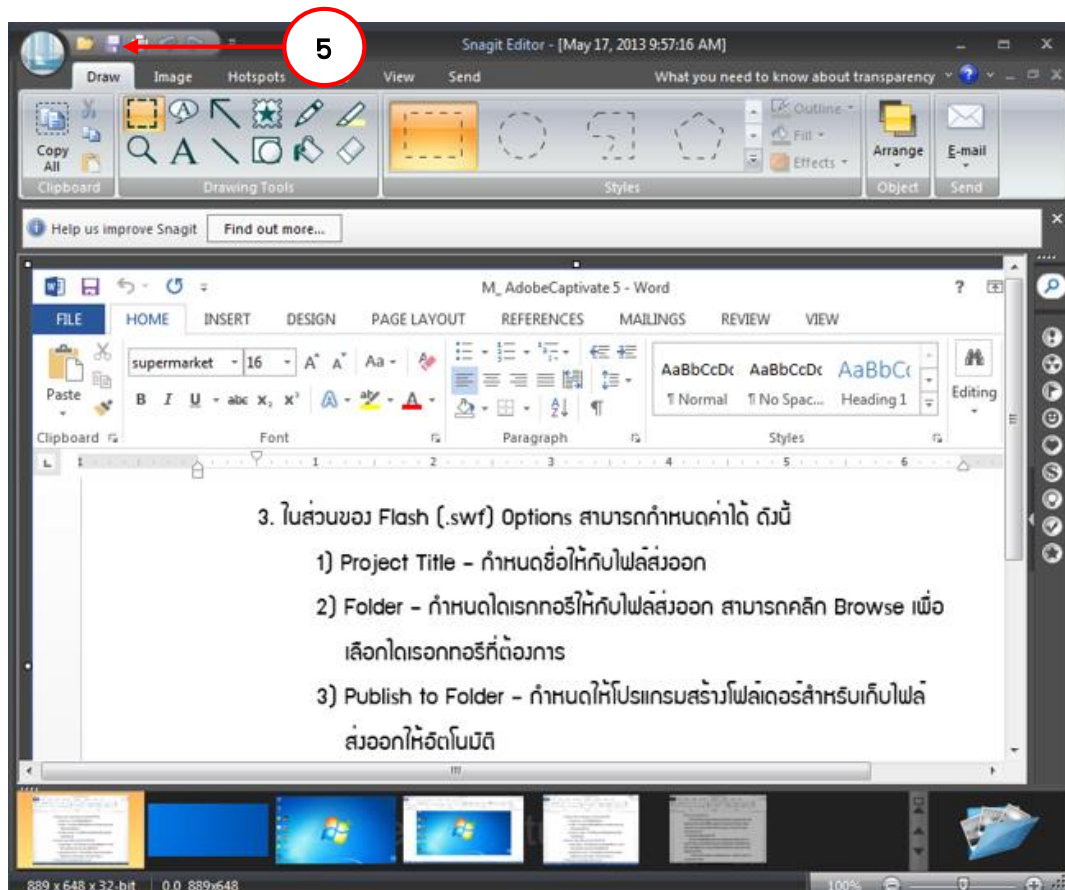 5
Snagit Editor - [May 17, 2013 9:57:16 AM]
Draw Image Hotspots View Send What you need to know about transparency
Copy All
Outline
Fill
Effects
Arrange
E-mail
Clipboard Drawing Tools Styles Object Send
Help us improve Snagit Find out more...
M_ AdobeCaptivate 5 - Word
FILE HOME INSERT DESIGN PAGE LAYOUT REFERENCES MAILINGS REVIEW VIEW
Paste
supermarket 16
AaBbCcDc AaBbCcDc AaBbCc
¶ Normal ¶ No Spac... Heading 1
Editing
Clipboard Font Paragraph Styles
1 1 2 3 4 5 6
3. ในส่วนของ Flash (.swf) Options สามารถกำหนดค่าได้ ดังนี้
1) Project Title – กำหนดชื่อให้กับไฟล์ส่งออก
2) Folder – กำหนดไดเรกทอรีให้กับไฟล์ส่งออก สามารถคลิก Browse เพื่อ
เลือกไดเรอกทอรีที่ต้องการ
3) Publish to Folder – กำหนดให้โปรแกรมสร้างโฟล์เดอร์สำหรับเก็บไฟล์
ส่งออกให้อัตโนมัติ
889 x 648 x 32-bit 0,0 889x648 100%